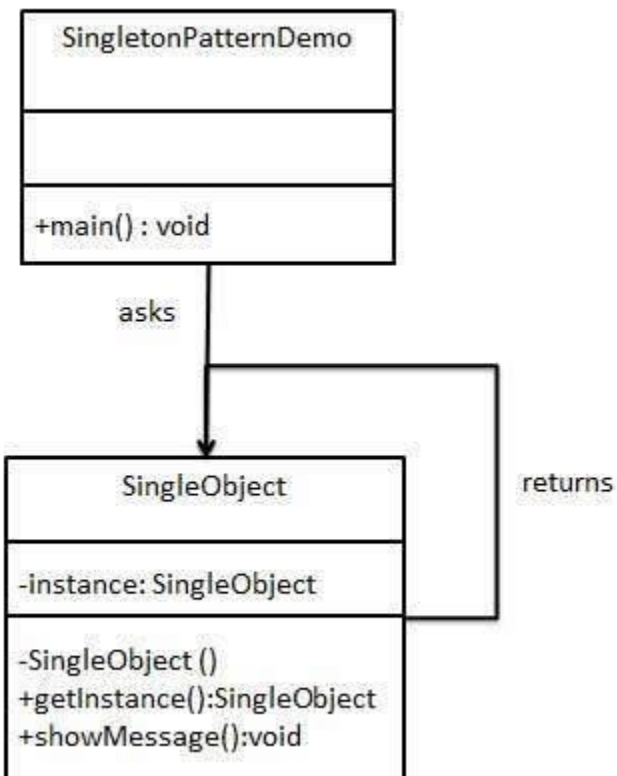 SingletonPatternDemo
+main() : void
asks
returns
SingleObject
-instance: SingleObject
-SingleObject ()
+getInstance():SingleObject
+showMessage():void